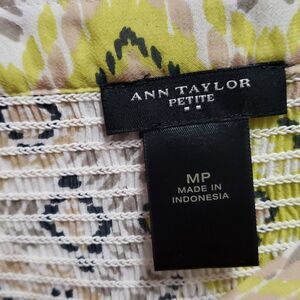 ANN TAYLOR
PETITE
MP
MADE IN
INDONESIA